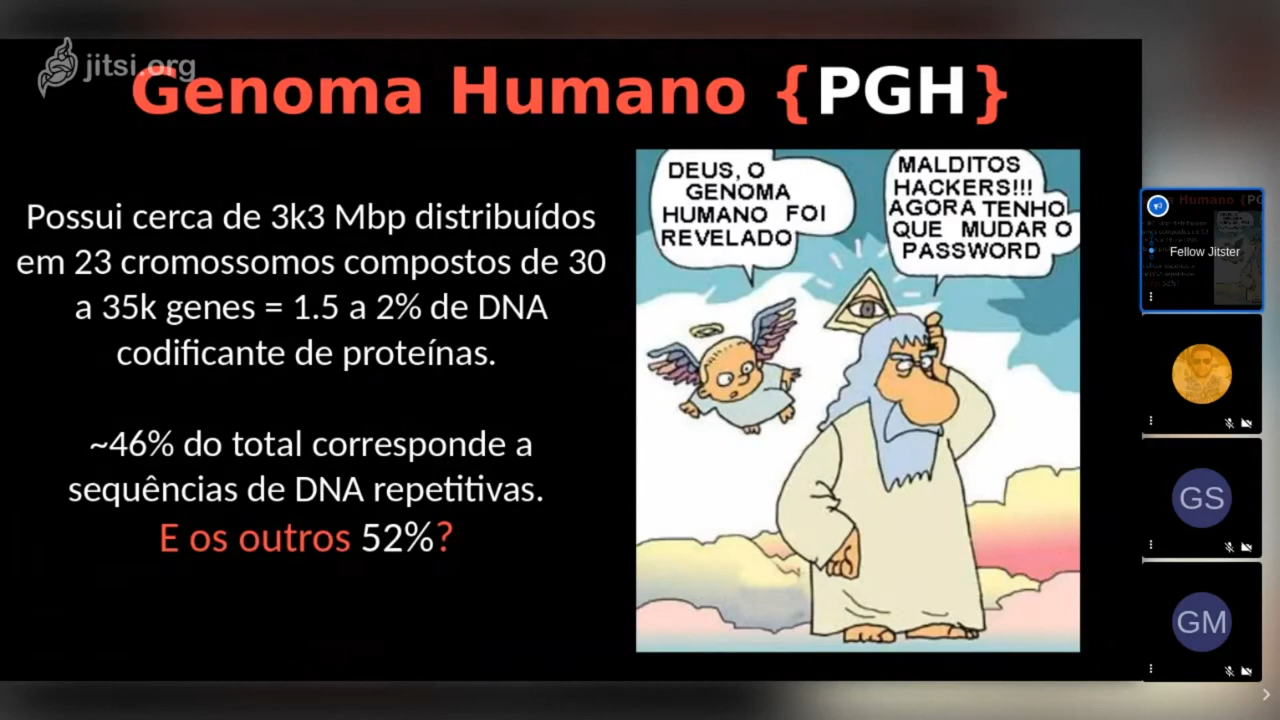 jitsi.org
Genoma Humano {PGH}
Possui cerca de 3k3 Mbp distribuídos
em 23 cromossomos compostos de 30
a 35k genes = 1.5 a 2% de DNA
codificante de proteínas.
~46% do total corresponde a
sequências de DNA repetitivas.
E os outros 52%?
DEUS, O
GENOMA
HUMANO FOI
REVELADO
MALDITOS
HACKERS!!!
AGORA TENHO
QUE MUDAR O
PASSWORD
Fellow Jitster
GS
GM